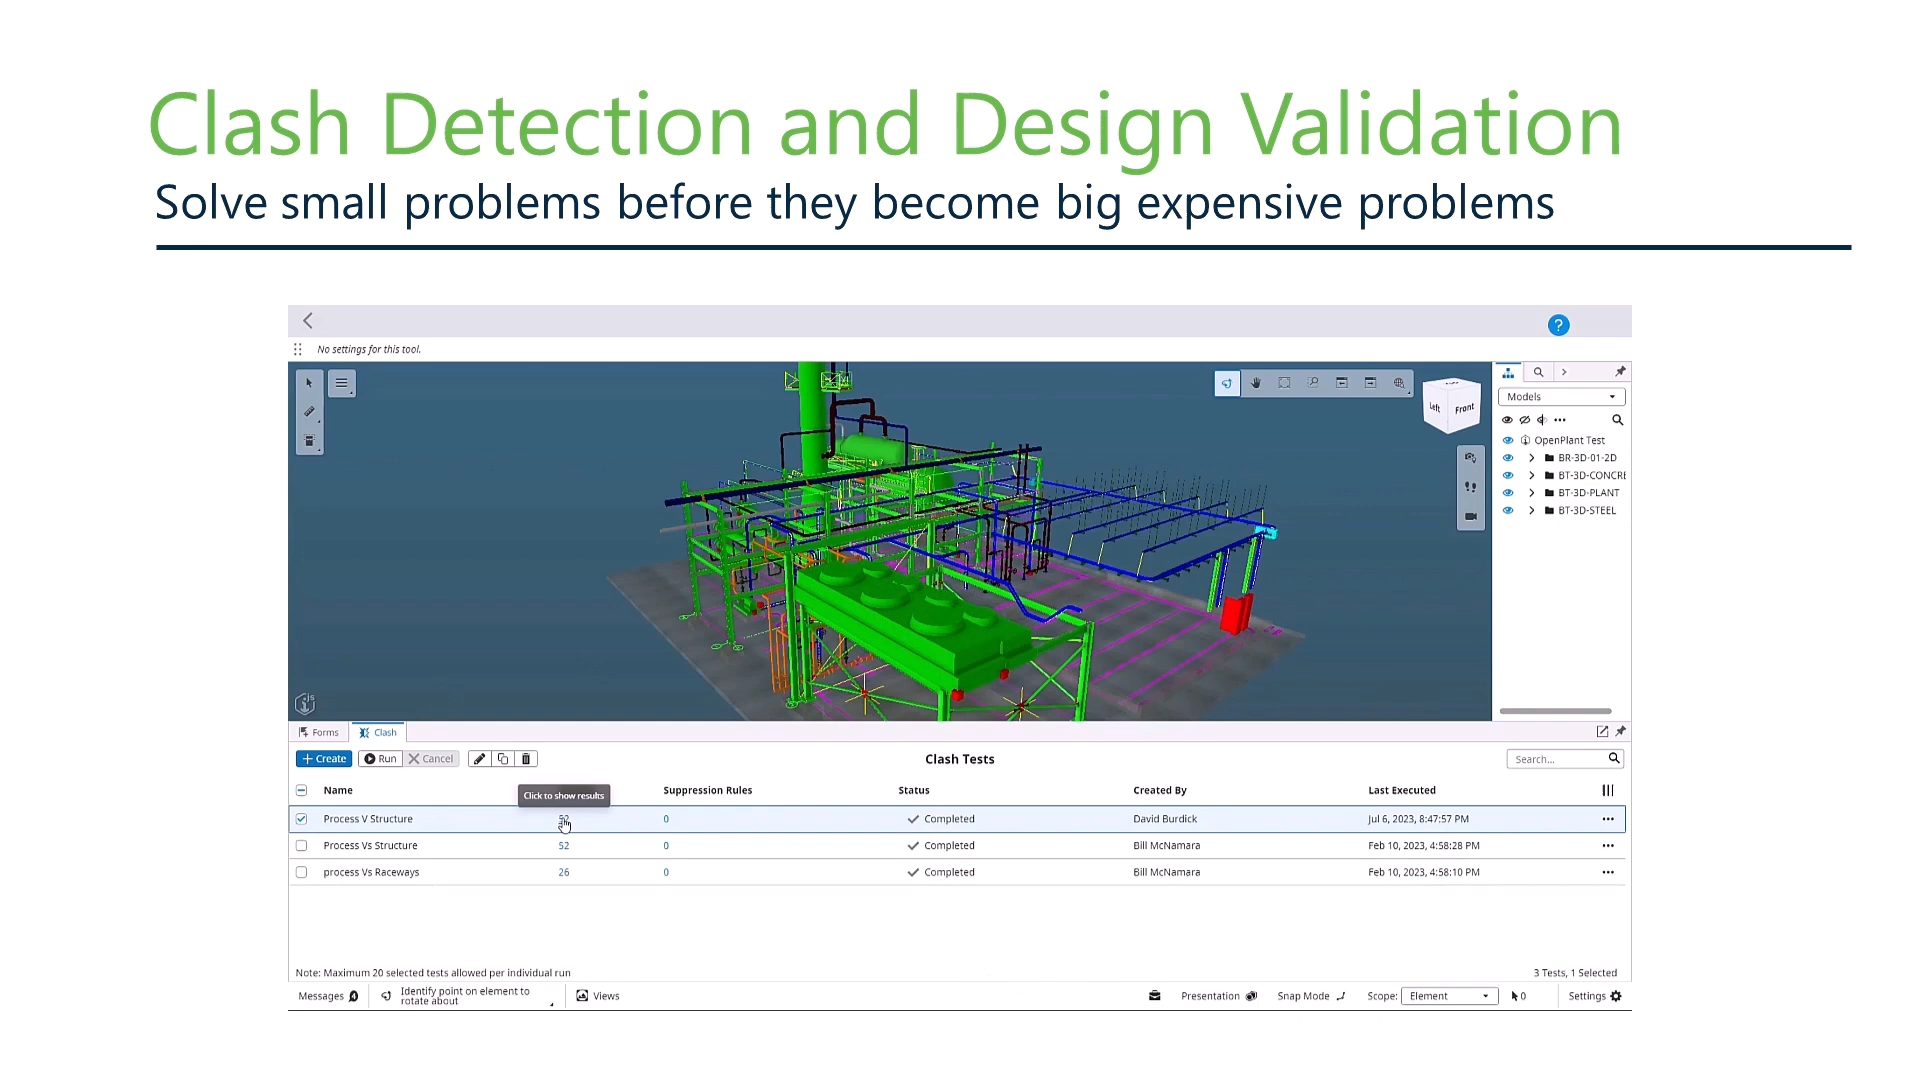 Clash Detection and Design Validation
Solve small problems before they become big expensive problems
?
No settings for this tool.
Left Front
Models
OpenPlant Test
BR-3D-01-2D
BT-3D-CONCRE
BT-3D-PLANT
BT-3D-STEEL
Forms Clash
Create Run Cancel Clash Tests Search...
Name Click to show results Suppression Rules Status Created By Last Executed
Process V Structure 0 Completed David Burdick Jul 6, 2023, 8:47:57 PM
Process Vs Structure 52 0 Completed Bill McNamara Feb 10, 2023, 4:58:28 PM
process Vs Raceways 26 0 Completed Bill McNamara Feb 10, 2023, 4:58:10 PM
Note: Maximum 20 selected tests allowed per individual run 3 Tests, 1 Selected
Messages Identify point on element to rotate about Views Presentation Snap Mode Scope: Element 0 Settings